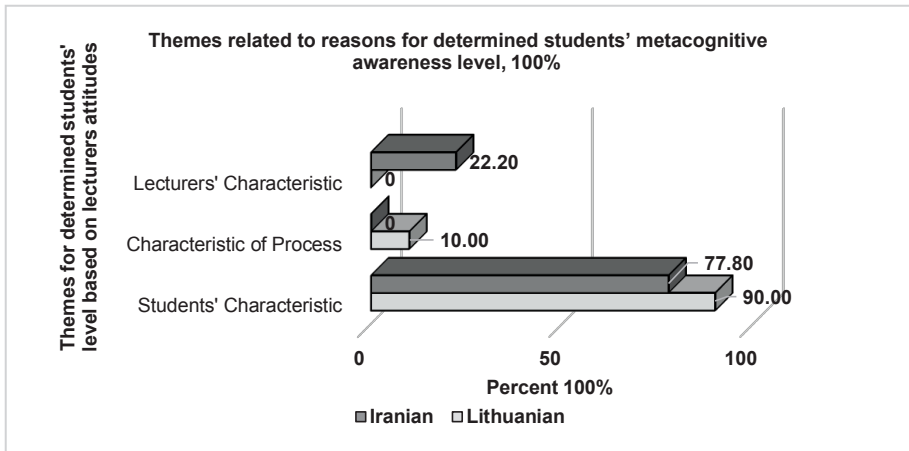 Themes related to reasons for determined students' metacognitive
awareness level, 100%
Themes for determined students'
level based on lecturers attitudes
Lecturers' Characteristic
22.20
0
Characteristic of Process
0
10.00
Students' Characteristic
77.80
90.00
0 50 100
Percent 100%
Iranian Lithuanian